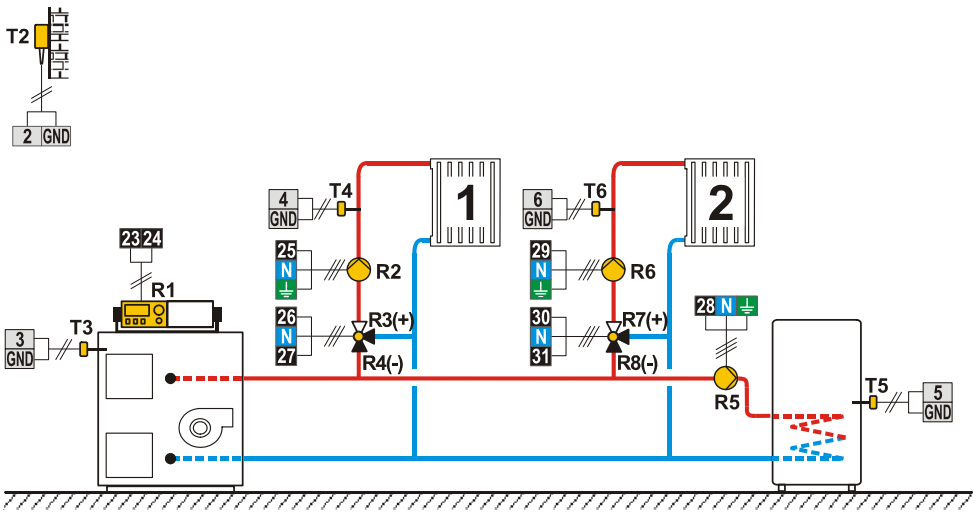 T2
2 GND
4
GND
T4
1
6
GND
T6
2
23 24
R1
25
N
R2
29
N
R6
3
GND
T3
26
N
27
R3(+)
R4(-)
30
N
31
R7(+)
R8(-)
28 N
R5
T5
5
GND